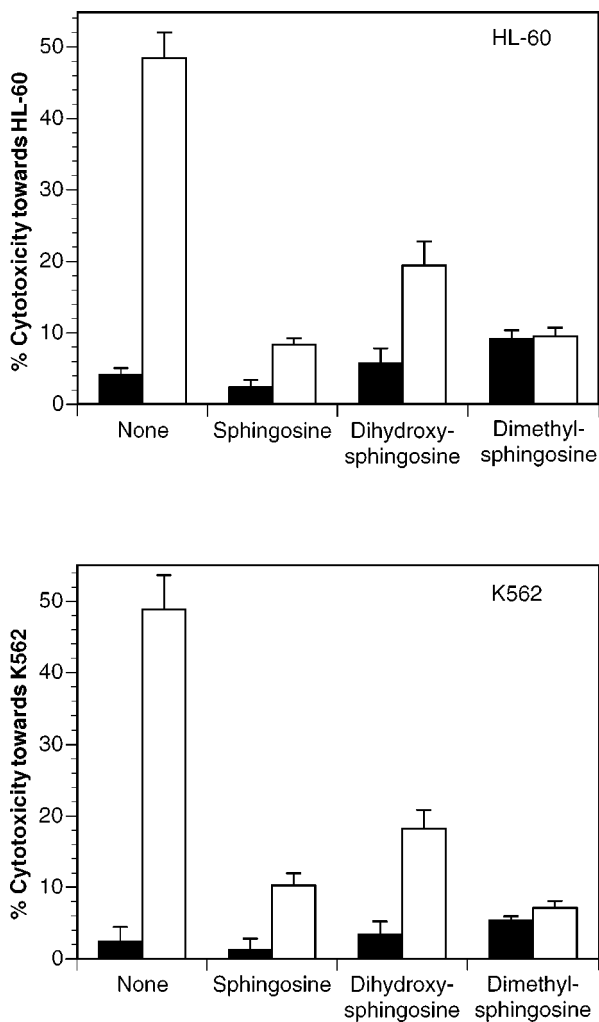 HL-60
% Cytotoxicity towards HL-60
50
40
30
20
10
0
None Sphingosine Dihydroxy- Dimethyl-
sphingosine sphingosine
K562
% Cytotoxicity towards K562
50
40
30
20
10
0
None Sphingosine Dihydroxy- Dimethyl-
sphingosine sphingosine